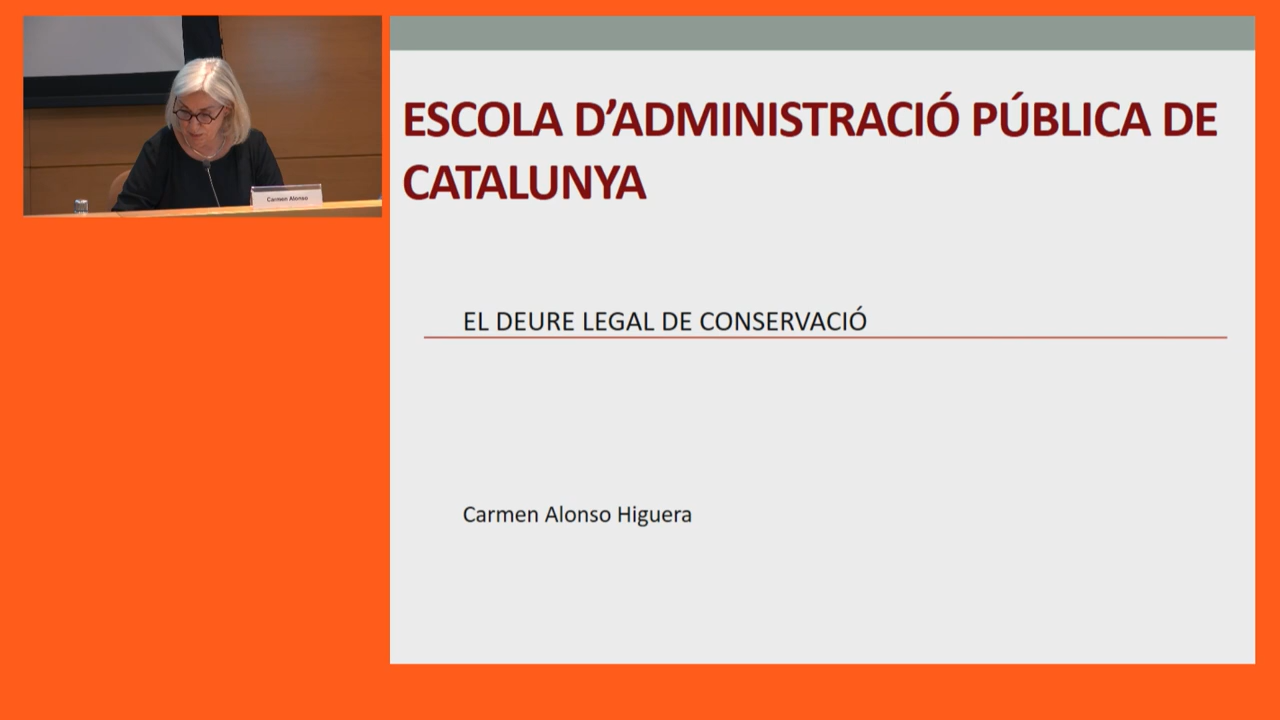 Carmen Alonso
ESCOLA D’ADMINISTRACIÓ PÚBLICA DE
CATALUNYA
EL DEURE LEGAL DE CONSERVACIÓ
Carmen Alonso Higuera